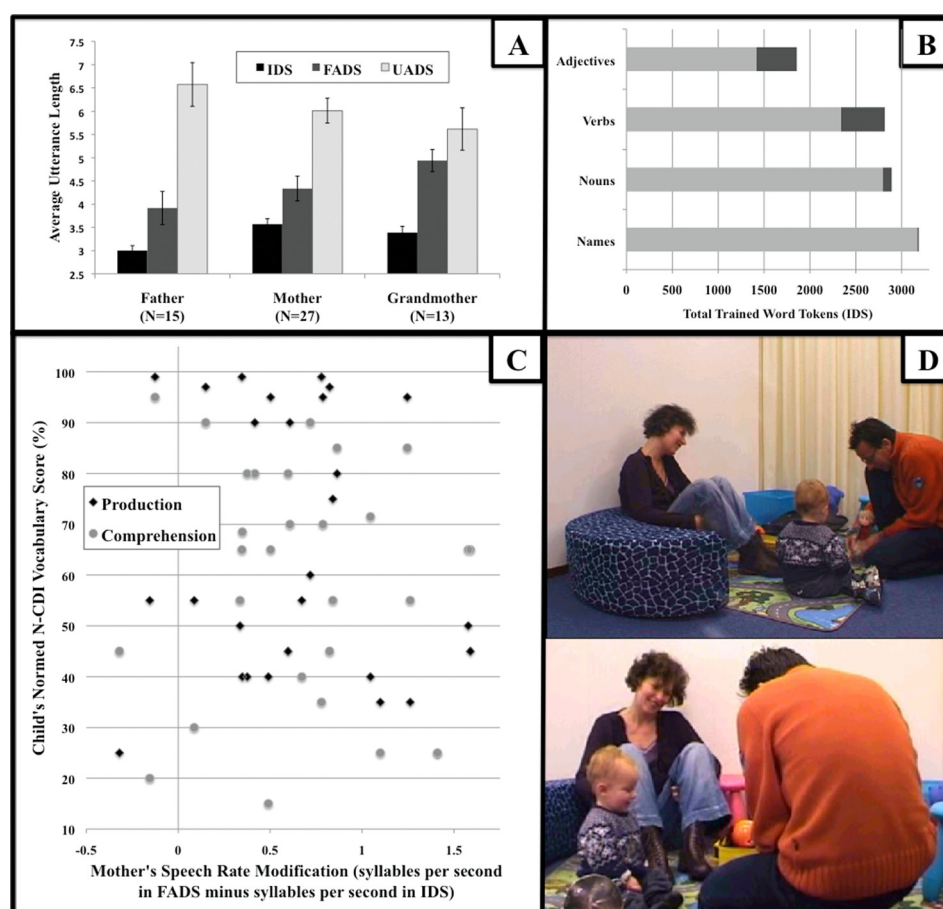 A
7.5
7
6.5
6
5.5
5
4.5
4
3.5
3
2.5
Average Utterance Length
IDS FADS UADS
Father Mother Grandmother
(N=15) (N=27) (N=13)
B
Adjectives
Verbs
Nouns
Names
0 500 1000 1500 2000 2500 3000
Total Trained Word Tokens (IDS)
C
100
90
80
70
60
50
40
30
20
10
Child's Normed N-CDI Vocabulary Score (%)
Production
Comprehension
-0.5 0 0.5 1 1.5
Mother's Speech Rate Modification (syllables per second
in FADS minus syllables per second in IDS)
D